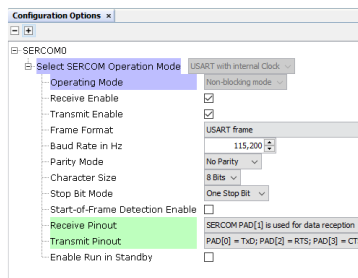 Configuration Options ×
SERCOM0
Select SERCOM Operation Mode USART with internal Clock
Operating Mode Non-blocking mode
Receive Enable
Transmit Enable
Frame Format USART frame
Baud Rate in Hz 115,200
Parity Mode No Parity
Character Size 8 Bits
Stop Bit Mode One Stop Bit
Start-of-Frame Detection Enable
Receive Pinout SERCOM PAD[1] is used for data reception
Transmit Pinout PAD[0] = TxD; PAD[2] = RTS; PAD[3] = CT
Enable Run in Standby